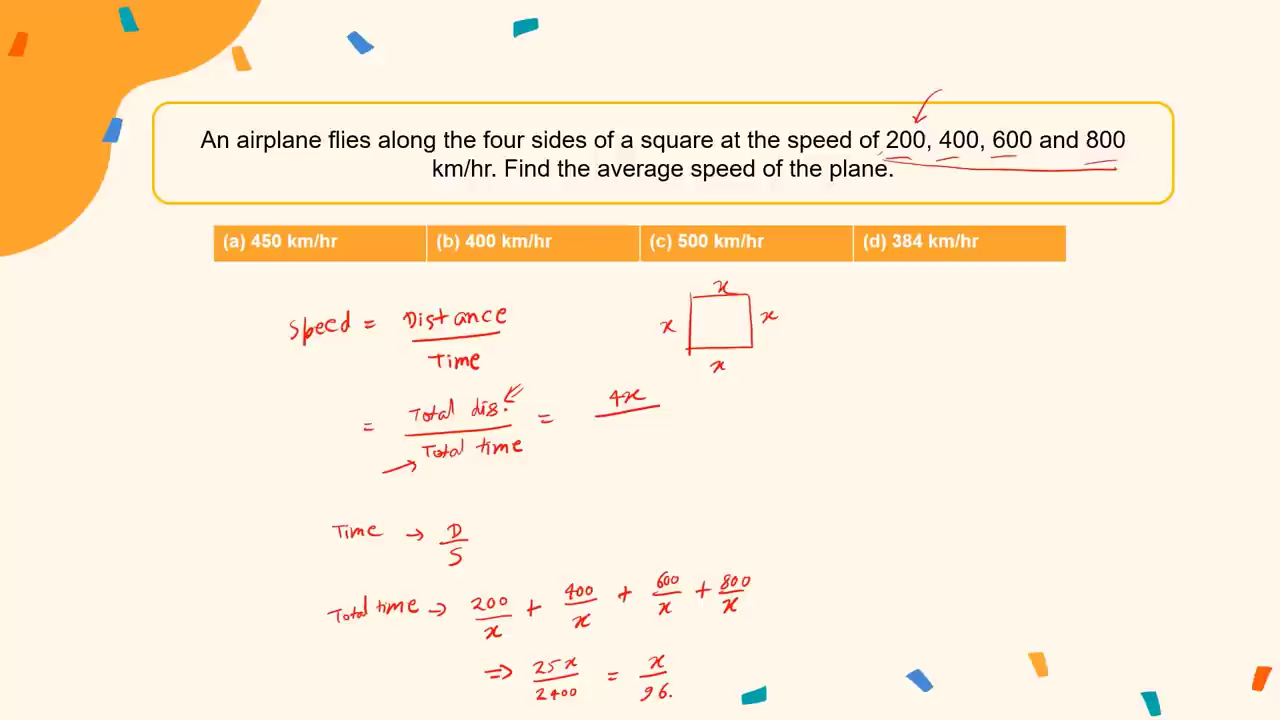 An airplane flies along the four sides of a square at the speed of 200, 400, 600 and 800
km/hr. Find the average speed of the plane.
(a) 450 km/hr (b) 400 km/hr (c) 500 km/hr (d) 384 km/hr
x
Speed = Distance / Time
x x
x
= Total dis. / Total time = 4x
Time → D / S
Total time → 200/x + 400/x + 600/x + 800/x
⇒ 25x/2400 = x/96.